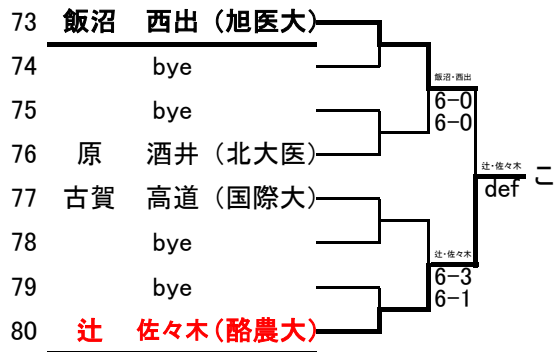 73 飯沼 西出（旭医大）
74 bye
飯沼・西出
6-0
6-0
75 bye
76 原 酒井（北大医）
辻・佐々木
def
こ
77 古賀 高道（国際大）
78 bye
辻・佐々木
6-3
6-1
79 bye
80 辻 佐々木（酪農大）